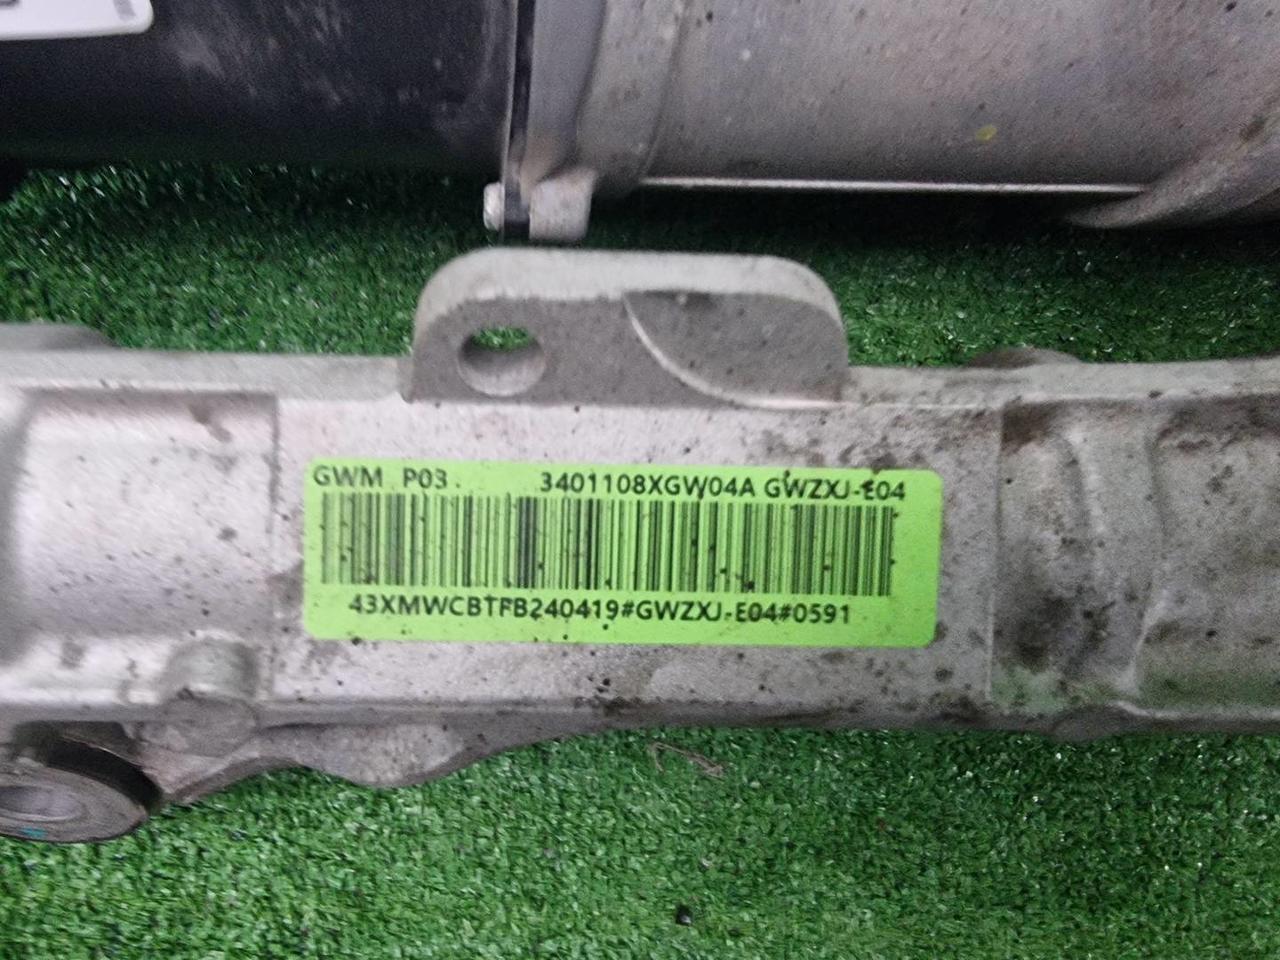 GWM P03 3401108XGW04A GWZXJ-E04
43XMWCBTFB240419#GWZXJ-E04#0591